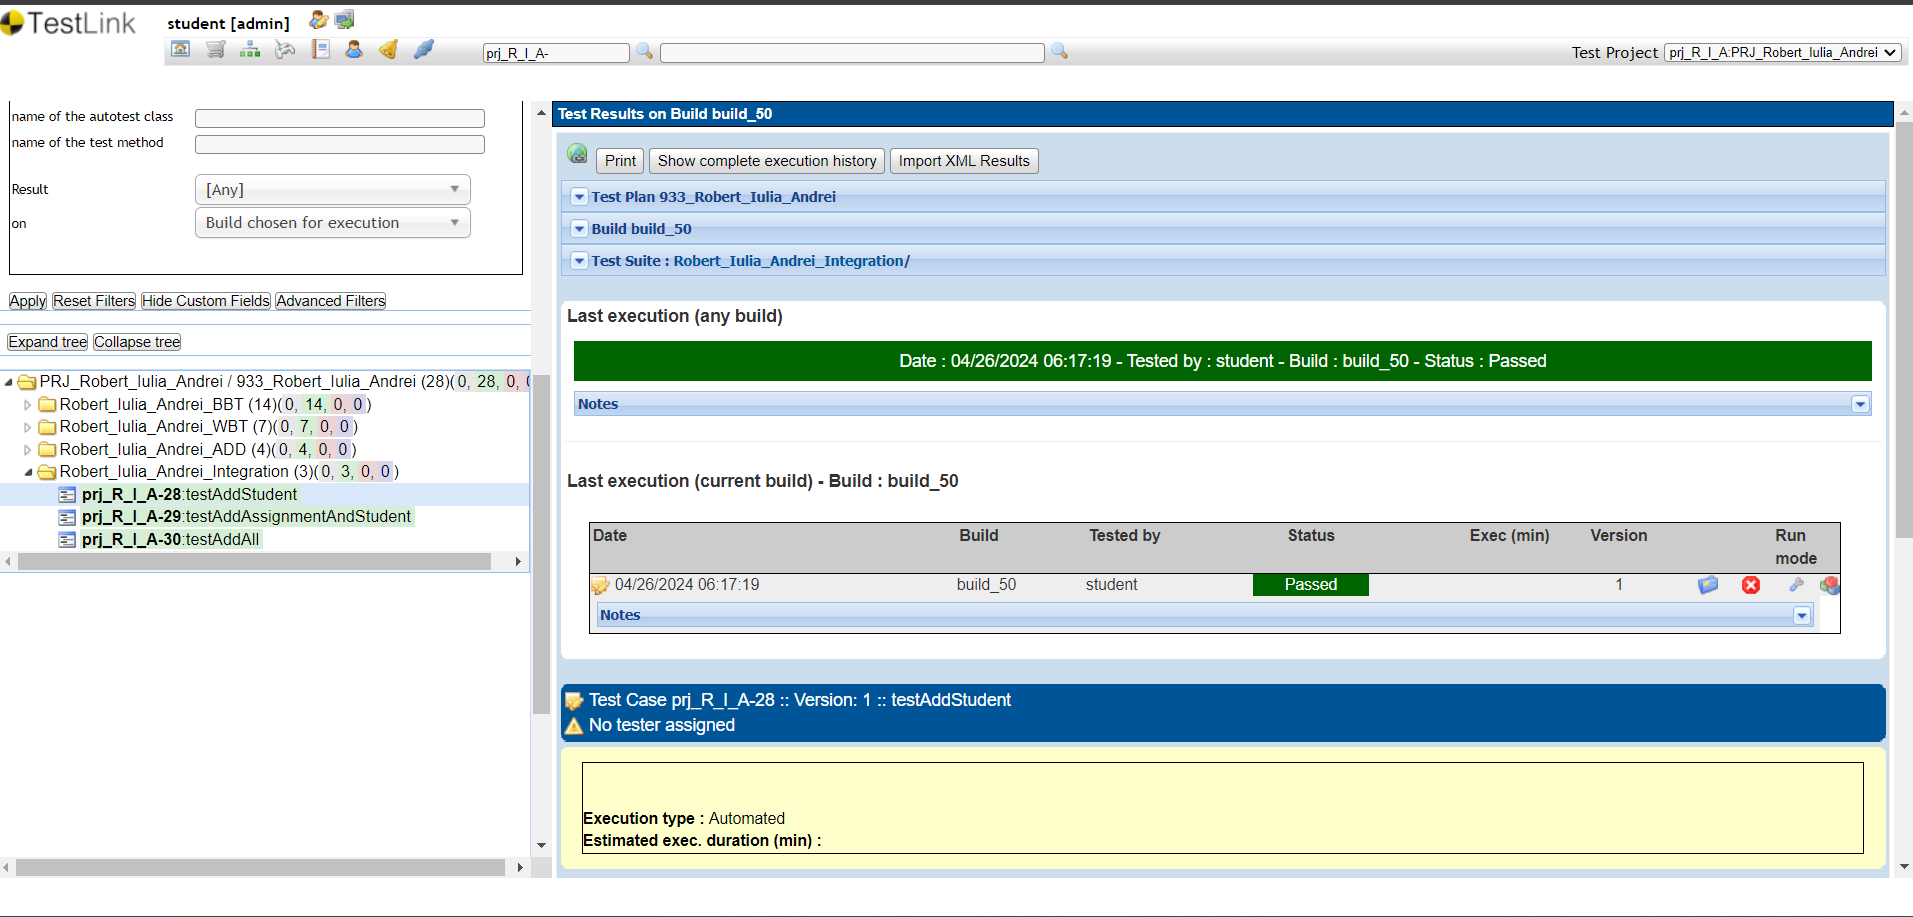 TestLink
student [admin]
prj_R_I_A-
Test Project prj_R_I_A:PRJ_Robert_Iulia_Andrei
name of the autotest class
name of the test method
Result [Any]
on Build chosen for execution
Apply Reset Filters Hide Custom Fields Advanced Filters
Expand tree Collapse tree
PRJ_Robert_Iulia_Andrei / 933_Robert_Iulia_Andrei (28)(0, 28, 0,
Robert_Iulia_Andrei_BBT (14)(0, 14, 0, 0)
Robert_Iulia_Andrei_WBT (7)(0, 7, 0, 0)
Robert_Iulia_Andrei_ADD (4)(0, 4, 0, 0)
Robert_Iulia_Andrei_Integration (3)(0, 3, 0, 0)
prj_R_I_A-28:testAddStudent
prj_R_I_A-29:testAddAssignmentAndStudent
prj_R_I_A-30:testAddAll
Test Results on Build build_50
Print Show complete execution history Import XML Results
Test Plan 933_Robert_Iulia_Andrei
Build build_50
Test Suite : Robert_Iulia_Andrei_Integration/
Last execution (any build)
Date : 04/26/2024 06:17:19 - Tested by : student - Build : build_50 - Status : Passed
Notes
Last execution (current build) - Build : build_50
Date Build Tested by Status Exec (min) Version Run mode
04/26/2024 06:17:19 build_50 student Passed 1
Notes
Test Case prj_R_I_A-28 :: Version: 1 :: testAddStudent
No tester assigned
Execution type : Automated
Estimated exec. duration (min) :